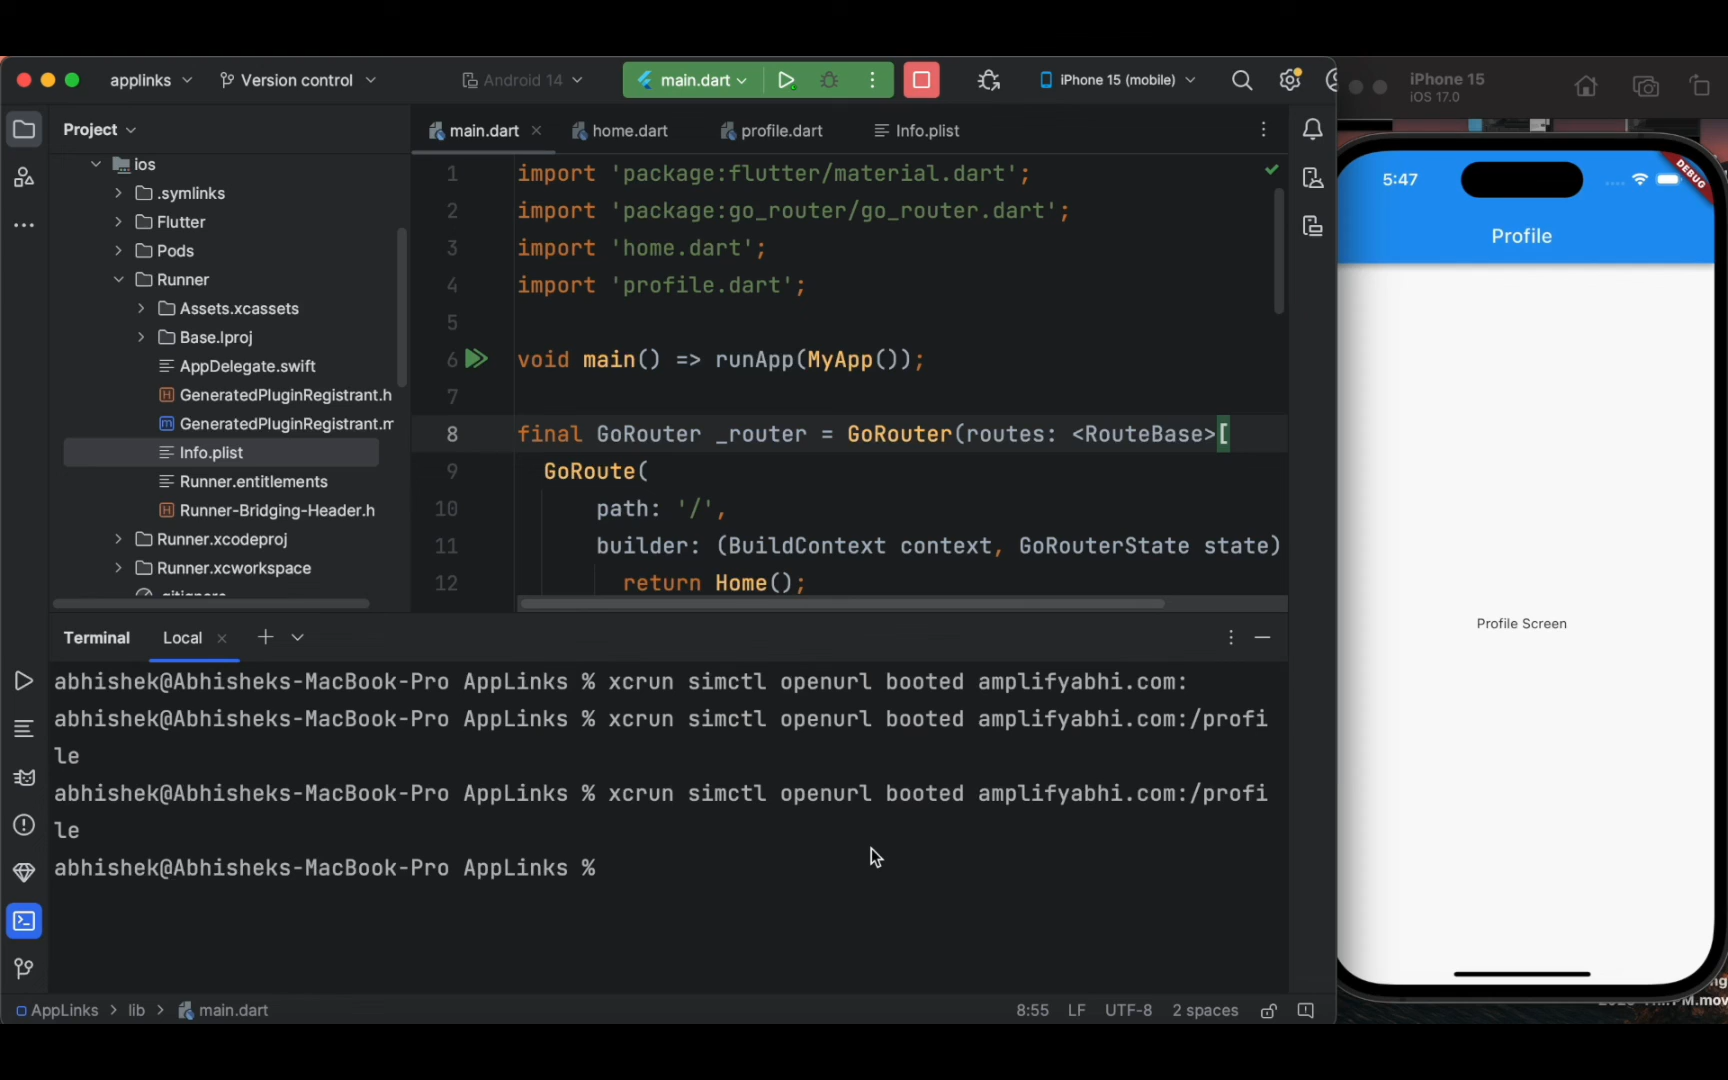 applinks
Version control
Android 14
main.dart
iPhone 15 (mobile)
iPhone 15
iOS 17.0
Project
main.dart
home.dart
profile.dart
Info.plist
ios
.symlinks
Flutter
Pods
Runner
Assets.xcassets
Base.lproj
AppDelegate.swift
GeneratedPluginRegistrant.h
GeneratedPluginRegistrant.m
Info.plist
Runner.entitlements
Runner-Bridging-Header.h
Runner.xcodeproj
Runner.xcworkspace
.gitignore
1 import 'package:flutter/material.dart';
2 import 'package:go_router/go_router.dart';
3 import 'home.dart';
4 import 'profile.dart';
5
6 void main() => runApp(MyApp());
7
8 final GoRouter _router = GoRouter(routes: <RouteBase>[
9 GoRoute(
10 path: '/',
11 builder: (BuildContext context, GoRouterState state)
12 return Home();
5:47
DEBUG
Profile
Profile Screen
Terminal
Local
abhishek@Abhisheks-MacBook-Pro AppLinks % xcrun simctl openurl booted amplifyabhi.com:
abhishek@Abhisheks-MacBook-Pro AppLinks % xcrun simctl openurl booted amplifyabhi.com:/profi
le
abhishek@Abhisheks-MacBook-Pro AppLinks % xcrun simctl openurl booted amplifyabhi.com:/profi
le
abhishek@Abhisheks-MacBook-Pro AppLinks %
AppLinks > lib > main.dart
8:55
LF
UTF-8
2 spaces